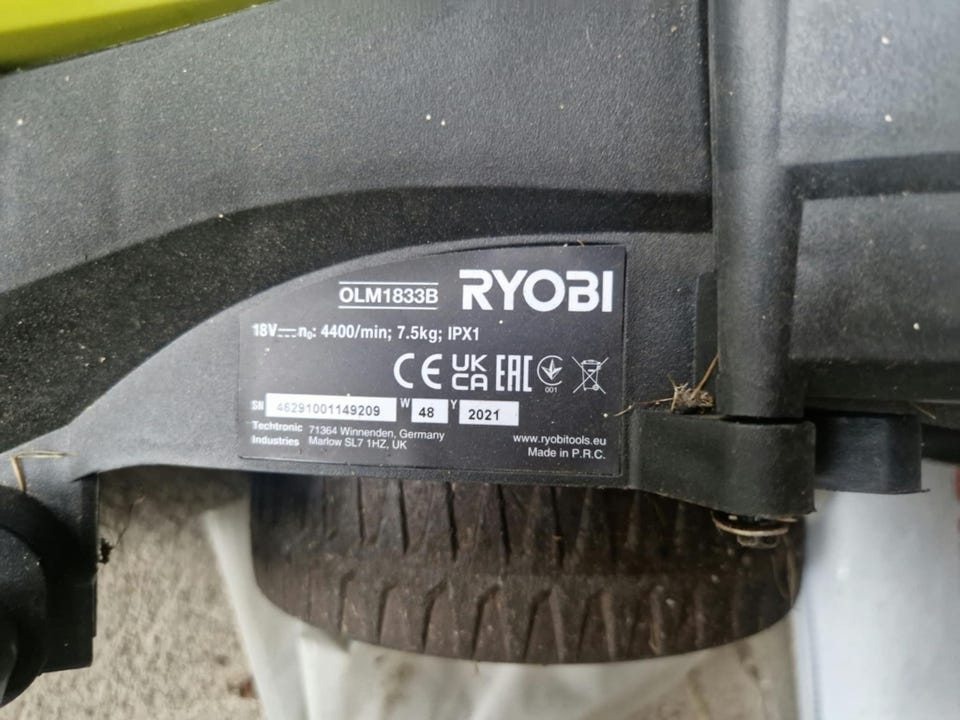 OLM1833B RYOBI
18V n₀: 4400/min; 7.5kg; IPX1
CE UK CA EAC
001
SN 46291001149209 W 48 Y 2021
Techtronic Industries 71364 Winnenden, Germany
Marlow SL7 1HZ, UK
www.ryobitools.eu
Made in P.R.C.